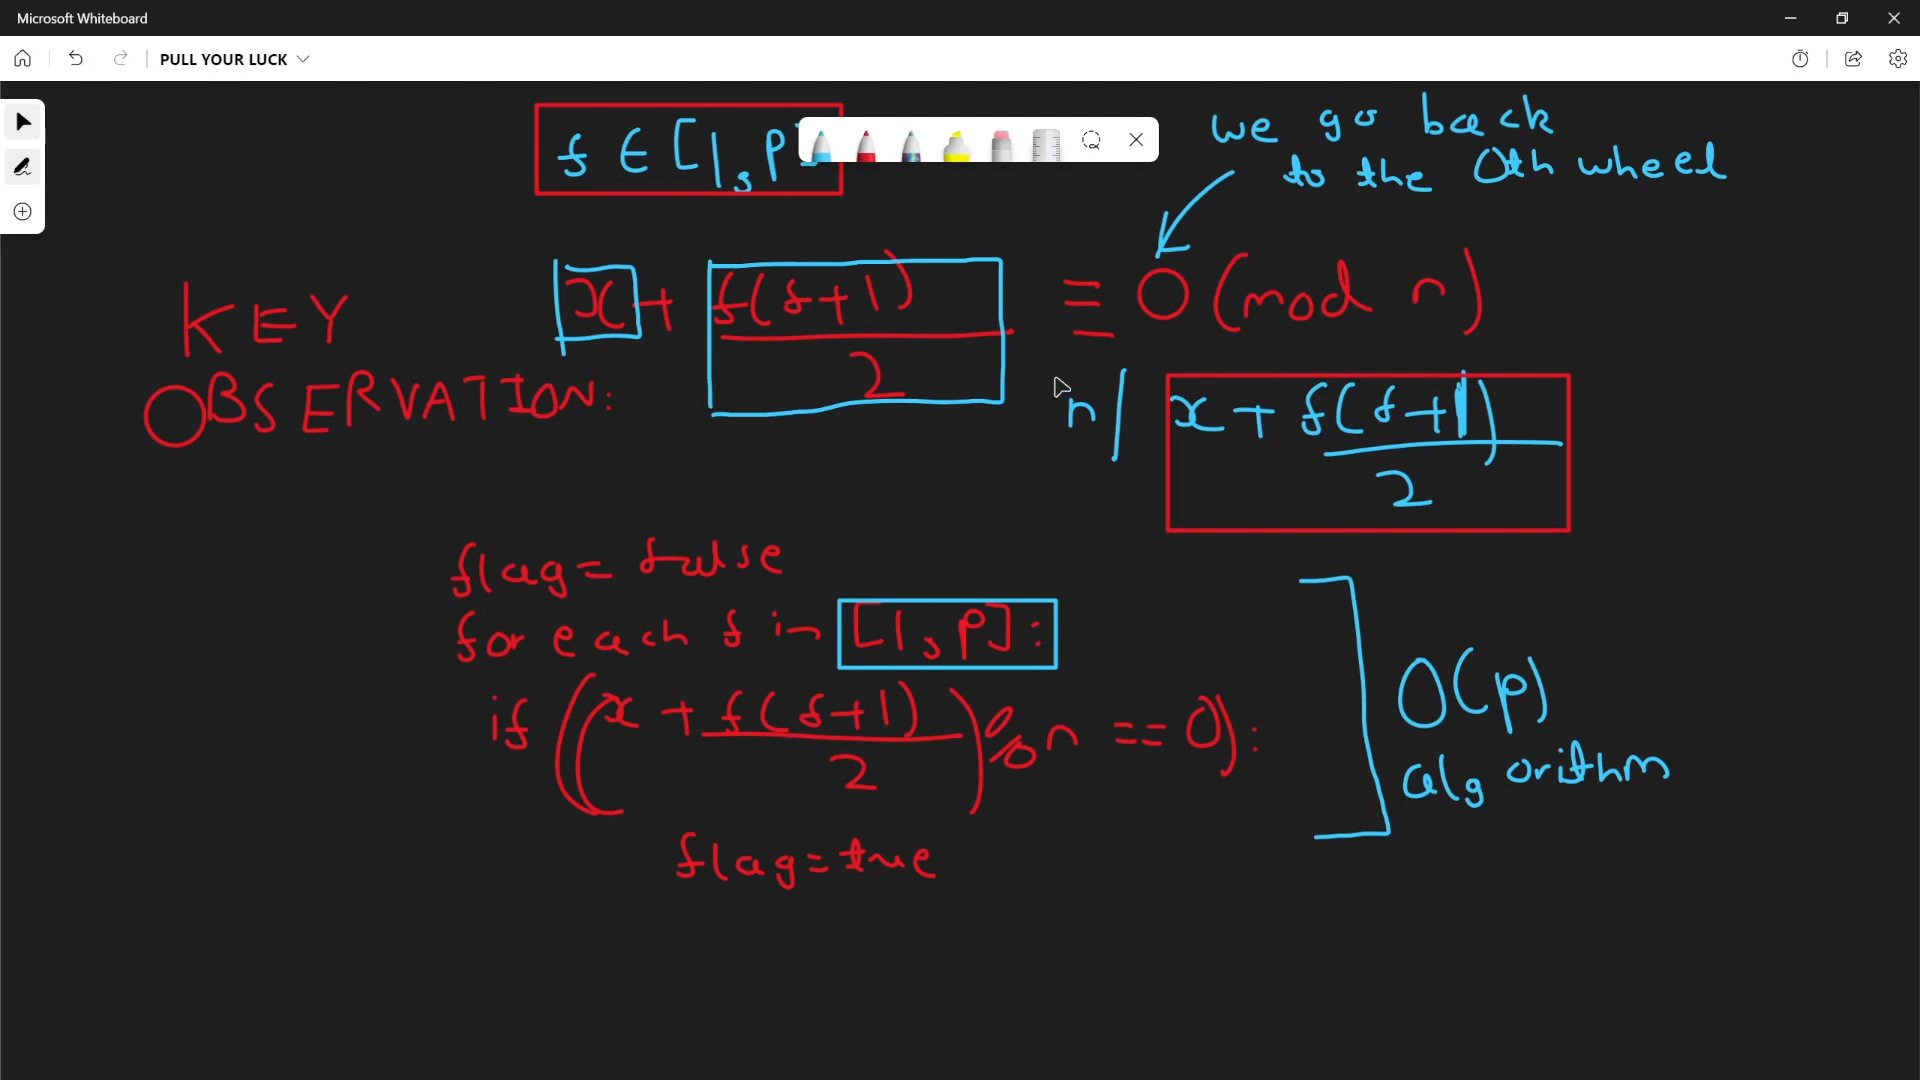 Microsoft Whiteboard
PULL YOUR LUCK
f ∈ [1, p]
we go back
to the 0th wheel
KEY
OBSERVATION:
x + f(f+1)/2 ≡ 0 (mod n)
n | x + f(f+1)/2
flag = false
for each f in [1, p]:
if ((x + f(f+1)/2) % n == 0):
flag = true
O(p)
algorithm